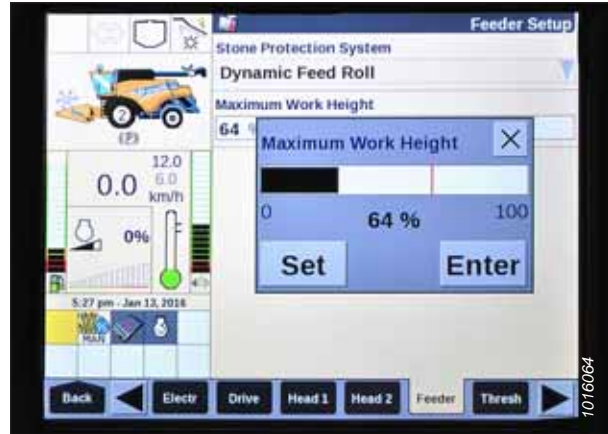 Feeder Setup
Stone Protection System
Dynamic Feed Roll
Maximum Work Height
64 %
Maximum Work Height
0
64 %
100
Set
Enter
2
(P)
0.0
12.0
6.0
km/h
0%
F
5:27 pm - Jan 13, 2016
MAN
Back
Electr
Drive
Head 1
Head 2
Feeder
Thresh
1016064